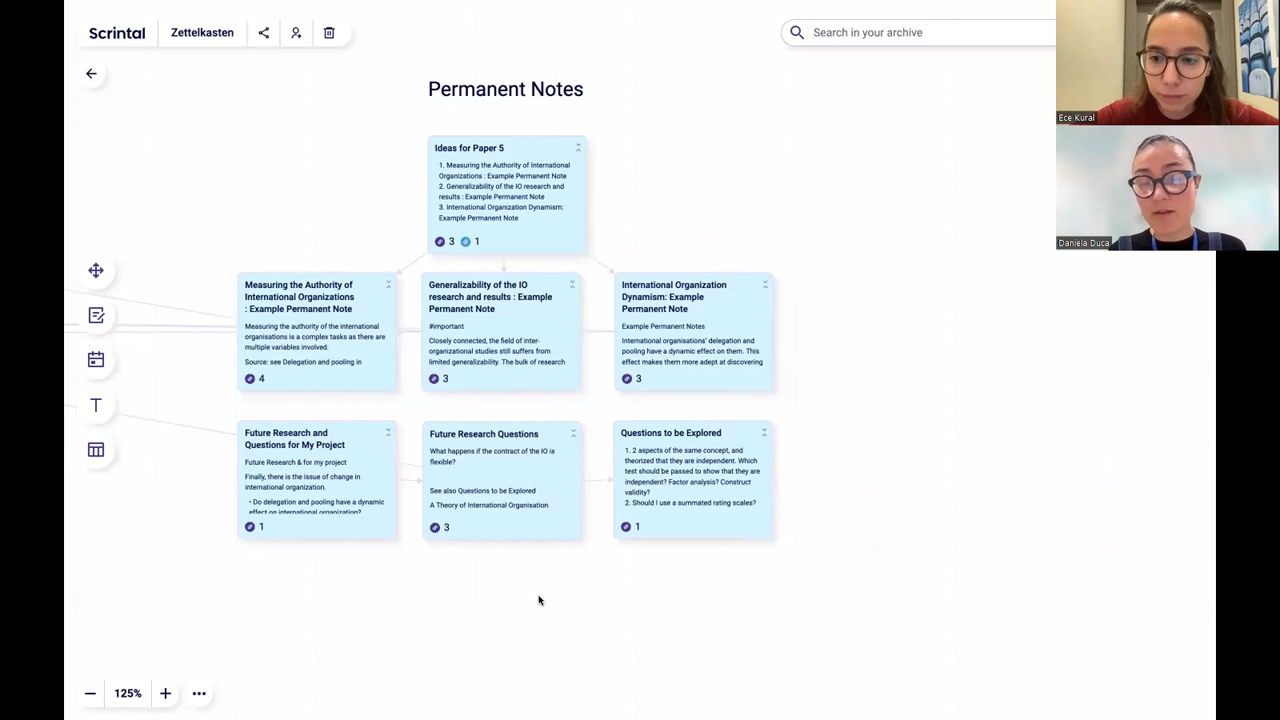 Scrintal
Zettelkasten
Search in your archive
Ece Kural
Daniela Duca
Permanent Notes
Ideas for Paper 5
1. Measuring the Authority of International
Organizations : Example Permanent Note
2. Generalizability of the IO research and
results : Example Permanent Note
3. International Organization Dynamism:
Example Permanent Note
3 1
Measuring the Authority of
International Organizations
: Example Permanent Note
Measuring the authority of the international
organisations is a complex tasks as there are
multiple variables involved.
Source: see Delegation and pooling in
4
Generalizability of the IO
research and results : Example
Permanent Note
#important
Closely connected, the field of inter-
organizational studies still suffers from
limited generalizability. The bulk of research
3
International Organization
Dynamism: Example
Permanent Note
Example Permanent Notes
International organisations' delegation and
pooling have a dynamic effect on them. This
effect makes them more adept at discovering
3
Future Research and
Questions for My Project
Future Research & for my project
Finally, there is the issue of change in
international organization.
• Do delegation and pooling have a dynamic
effect on international organization?
1
Future Research Questions
What happens if the contract of the IO is
flexible?
See also Questions to be Explored
A Theory of International Organisation
3
Questions to be Explored
1. 2 aspects of the same concept, and
theorized that they are independent. Which
test should be passed to show that they are
independent? Factor analysis? Construct
validity?
2. Should I use a summated rating scales?
1
T
125%